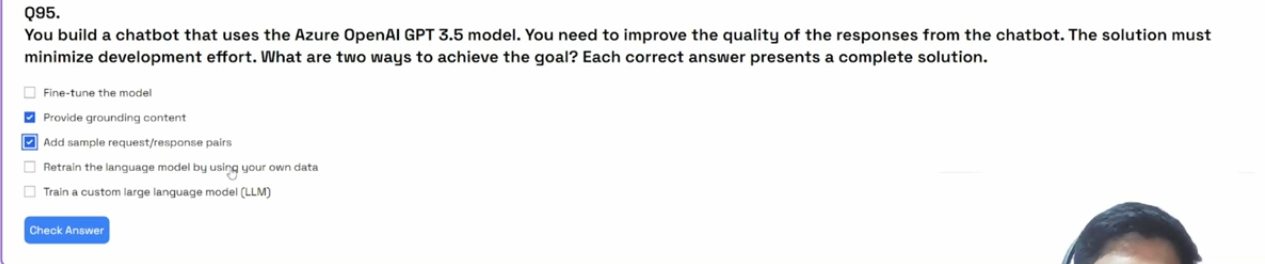 Q95.
You build a chatbot that uses the Azure OpenAI GPT 3.5 model. You need to improve the quality of the responses from the chatbot. The solution must
minimize development effort. What are two ways to achieve the goal? Each correct answer presents a complete solution.
Fine-tune the model
Provide grounding content
Add sample request/response pairs
Retrain the language model by using your own data
Train a custom large language model (LLM)
Check Answer